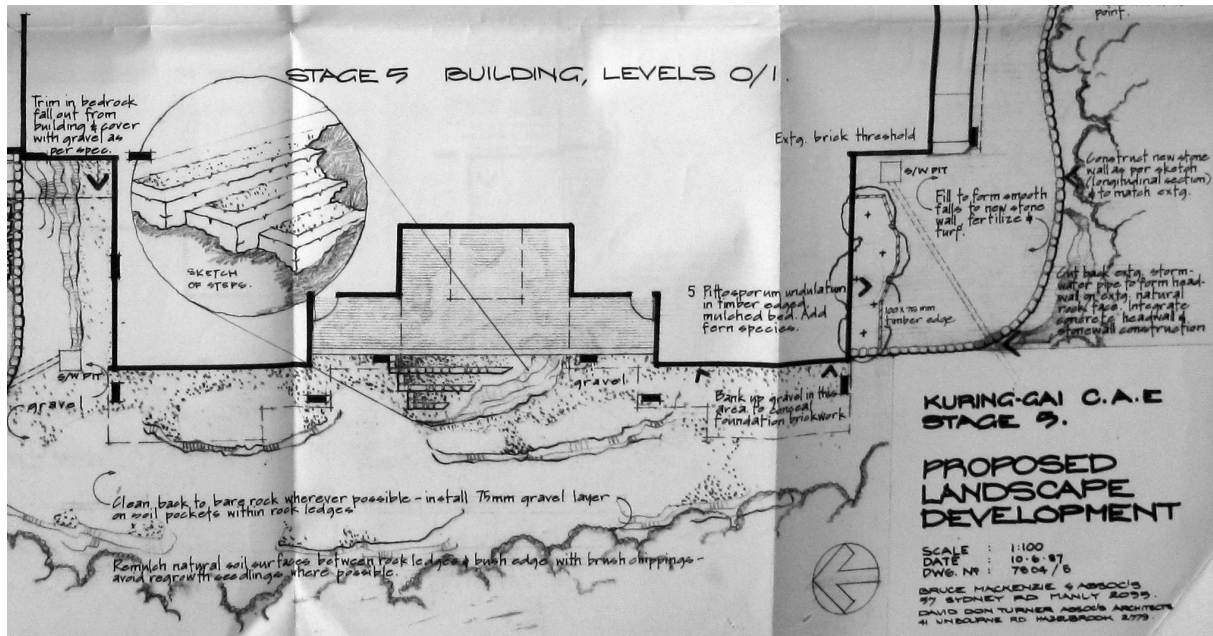 point.
STAGE 5 BUILDING, LEVELS 0/1.
Trim in bedrock
fall out from
building & cover
with gravel as
per spec.
Extg. brick threshold
S/W PIT
Construct new stone
wall as per sketch
(longitudinal section)
& to match extg.
Fill to form smooth
falls to new stone
wall, fertilize &
turf.
SKETCH
OF STEPS.
5 Pittosporum undulatum
in timber edged
mulched bed. Add
fern species.
100 x 75 mm
timber edge
Cut back extg. storm-
water pipe to form head-
wall on extg. natural
rock face. Integrate
concrete headwall &
stonewall construction
S/W PIT
gravel
gravel
Bank up gravel in this
area to conceal
foundation brickwork
Clean back to bare rock wherever possible - install 75mm gravel layer
on soil pockets within rock ledges
Remulch natural soil surfaces between rock ledges & bush edge with brush chippings -
avoid regrowth seedlings where possible.
KURING-GAI C.A.E
STAGE 5.
PROPOSED
LANDSCAPE
DEVELOPMENT
SCALE : 1:100
DATE : 10.6.87
DWG. Nº : 7804/5
BRUCE MACKENZIE & ASSOC'S
SYDNEY RD MANLY 2095.
DAVID DON TURNER ASSOC'S ARCHITECTS
RD HAZELBROOK 2779.